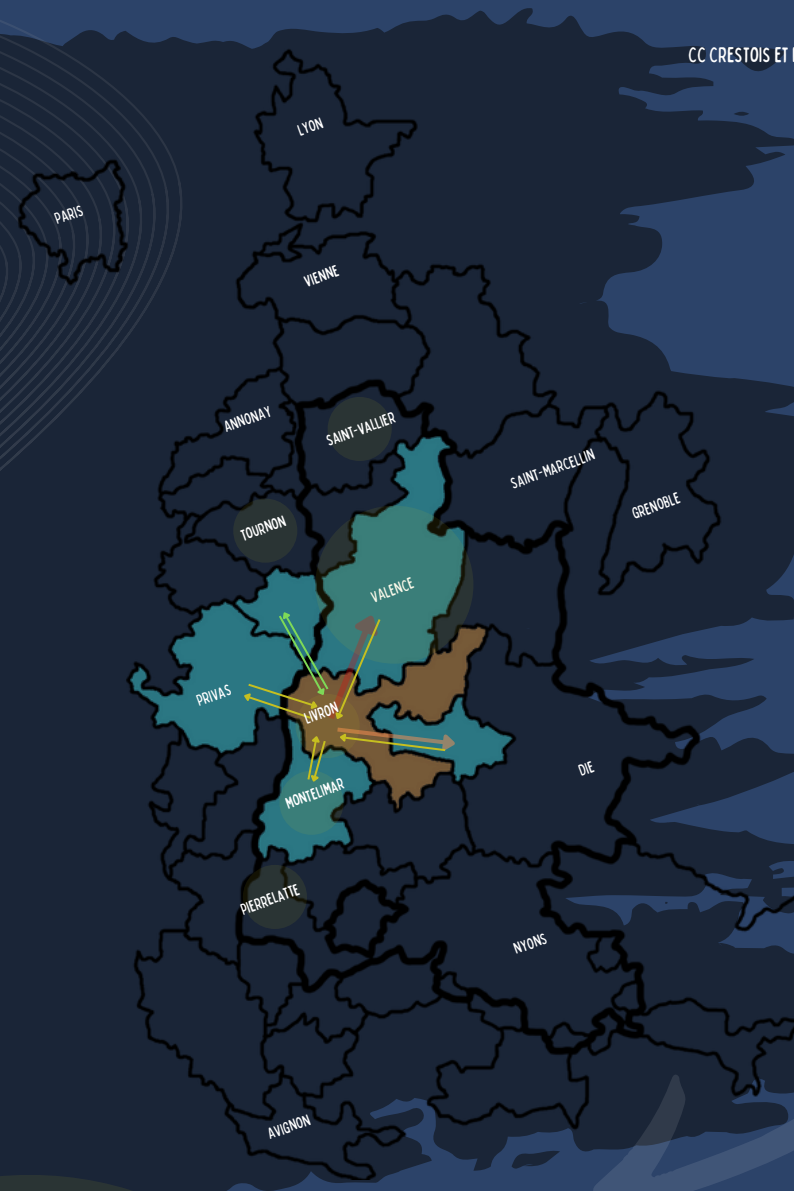 CC CRESTOIS ET
LYON
PARIS
VIENNE
ANNONAY
SAINT-VALLIER
SAINT-MARCELLIN
GRENOBLE
TOURNON
VALENCE
PRIVAS
LIVRON
DIE
MONTELIMAR
PIERRELATTE
NYONS
AVIGNON